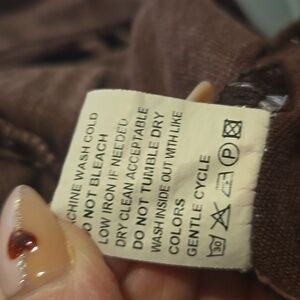 CHINE WASH COLD
O NOT BLEACH
LOW IRON IF NEEDED
DRY CLEAN ACCEPTABLE
DO NOT TUMBLE DRY
WASH INSIDE OUT WITH LIKE
COLORS
GENTLE CYCLE
30
P